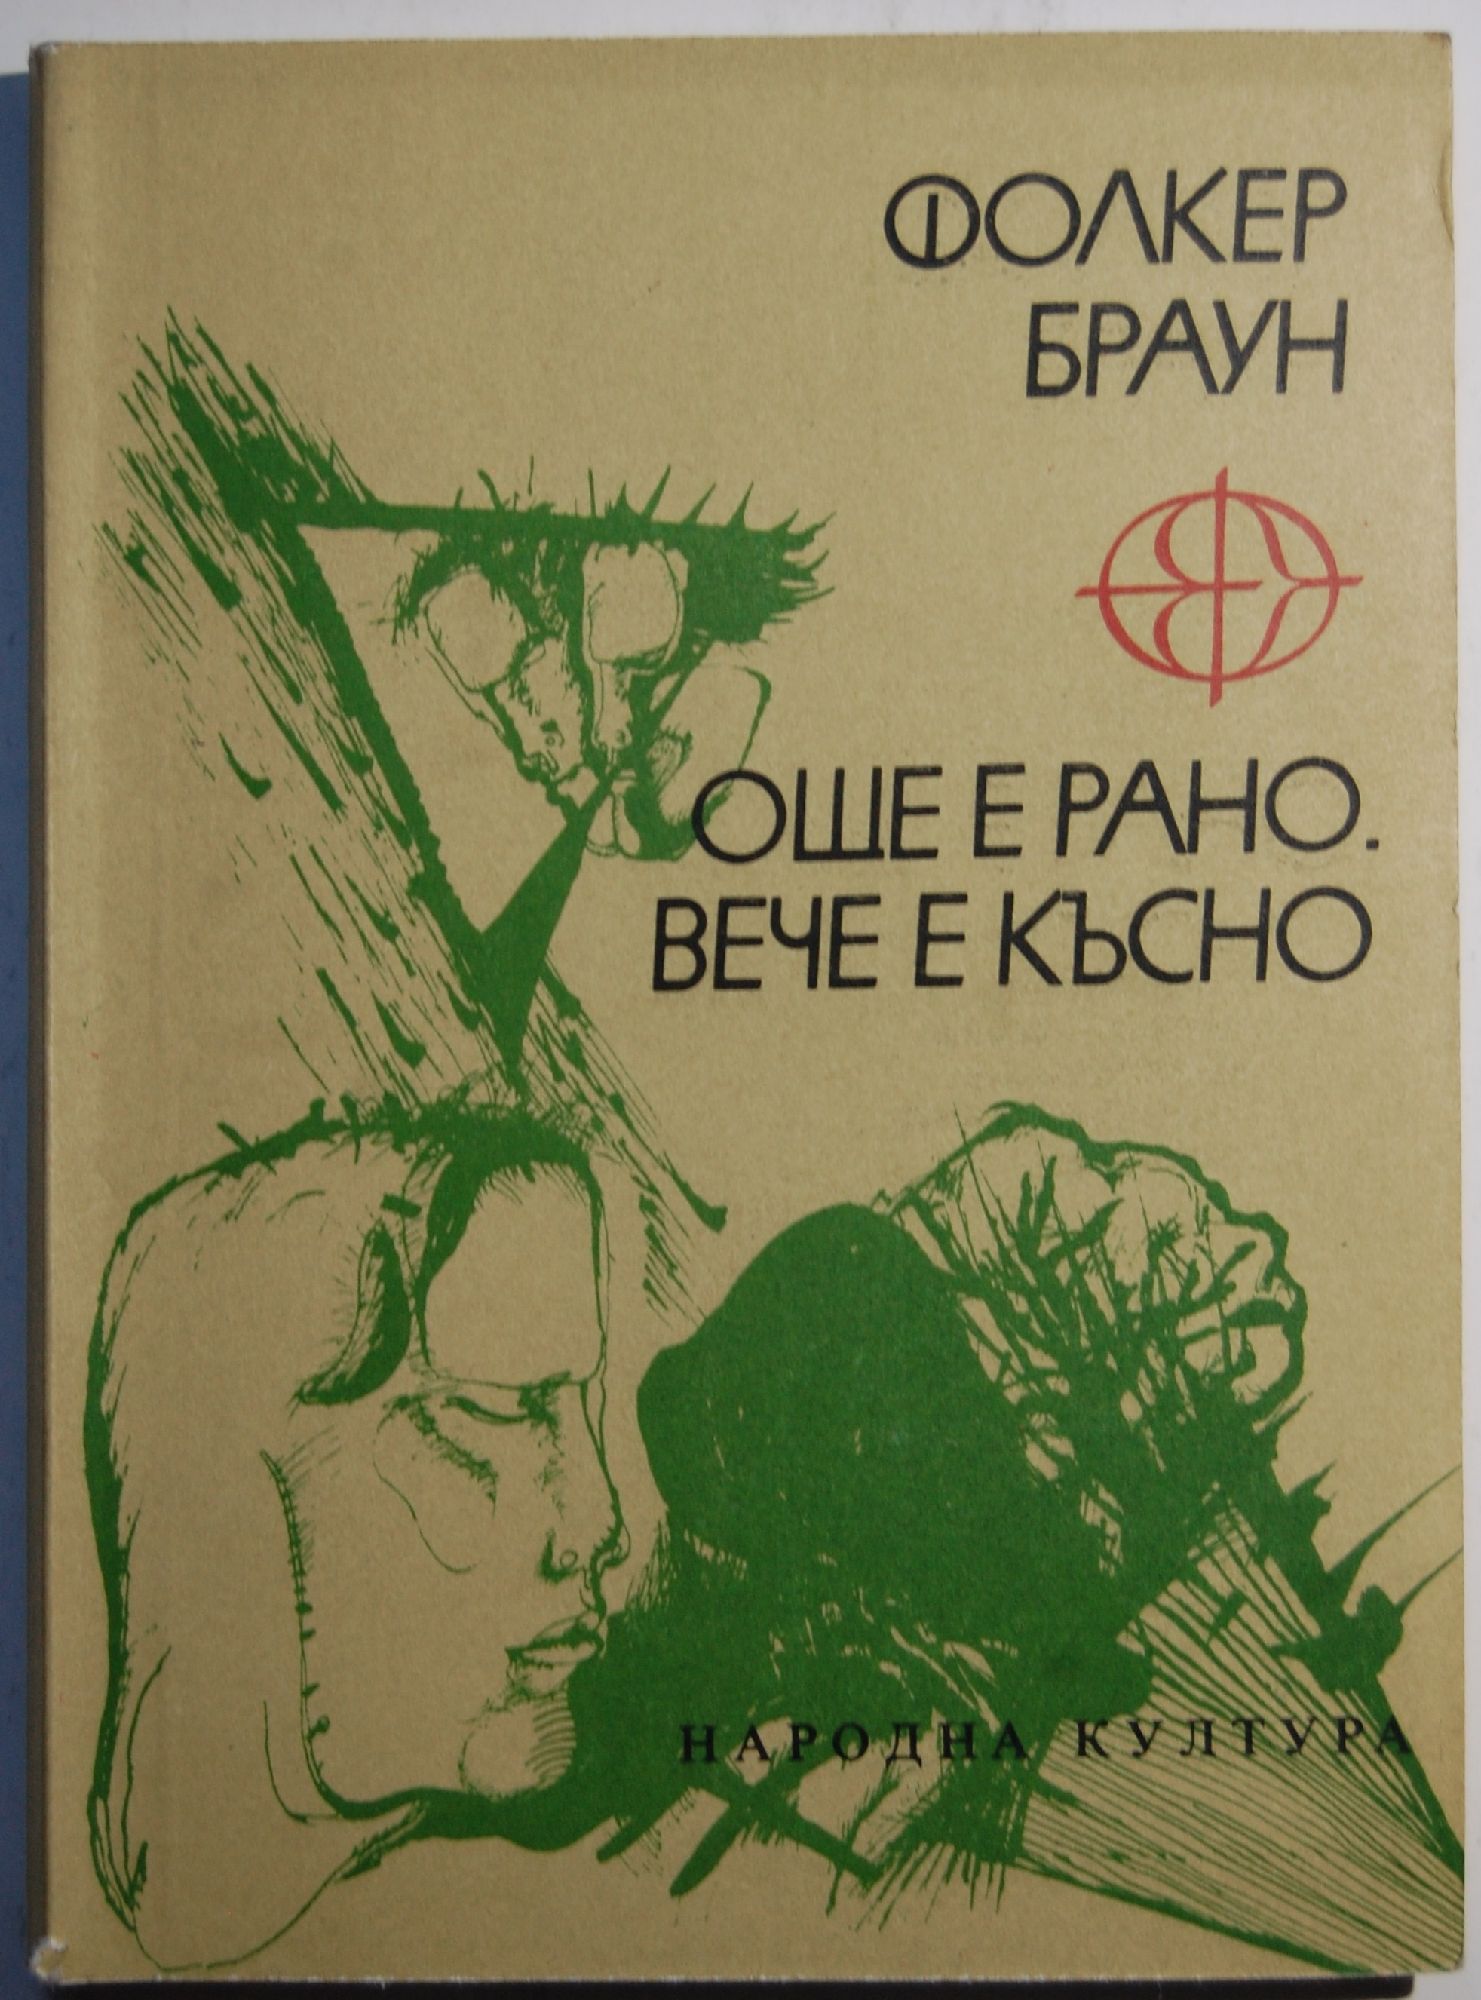 ФОЛКЕР
БРАУН
ОЩЕ Е РАНО.
ВЕЧЕ Е КЪСНО
НАРОДНА КУЛТУРА